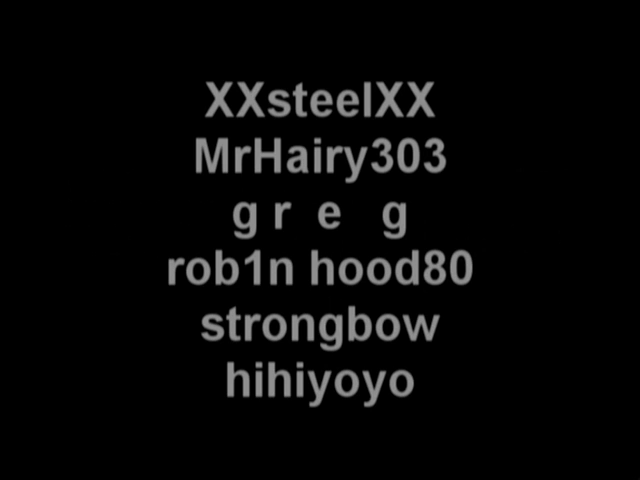 XXsteelXX
MrHairy303
g r  e   g
rob1n hood80
strongbow
hihiyoyo